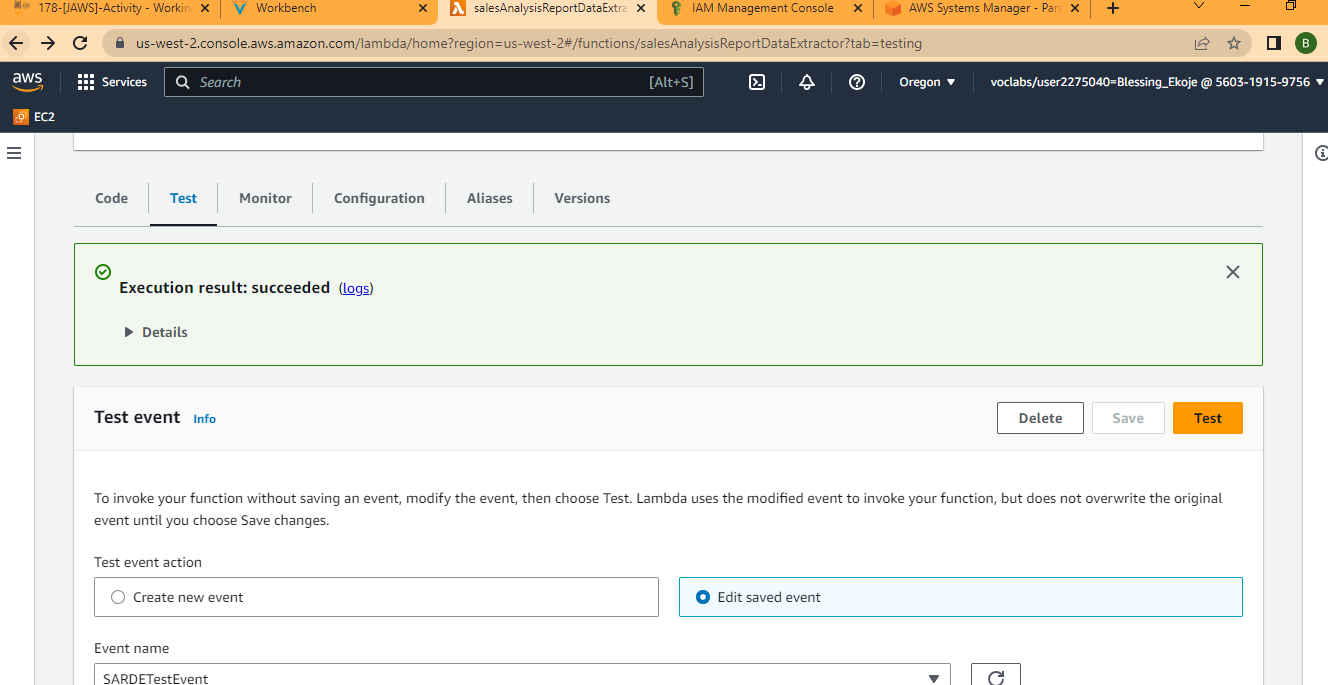 178-[JAWS]-Activity - Workin
Workbench
salesAnalysisReportDataExtra
IAM Management Console
AWS Systems Manager - Para
us-west-2.console.aws.amazon.com/lambda/home?region=us-west-2#/functions/salesAnalysisReportDataExtractor?tab=testing
B
aws
Services
Search
[Alt+S]
Oregon
voclabs/user2275040=Blessing_Ekoje @ 5603-1915-9756
EC2
Code
Test
Monitor
Configuration
Aliases
Versions
Execution result: succeeded (logs)
Details
Test event Info
Delete
Save
Test
To invoke your function without saving an event, modify the event, then choose Test. Lambda uses the modified event to invoke your function, but does not overwrite the original
event until you choose Save changes.
Test event action
Create new event
Edit saved event
Event name
SARDETestEvent